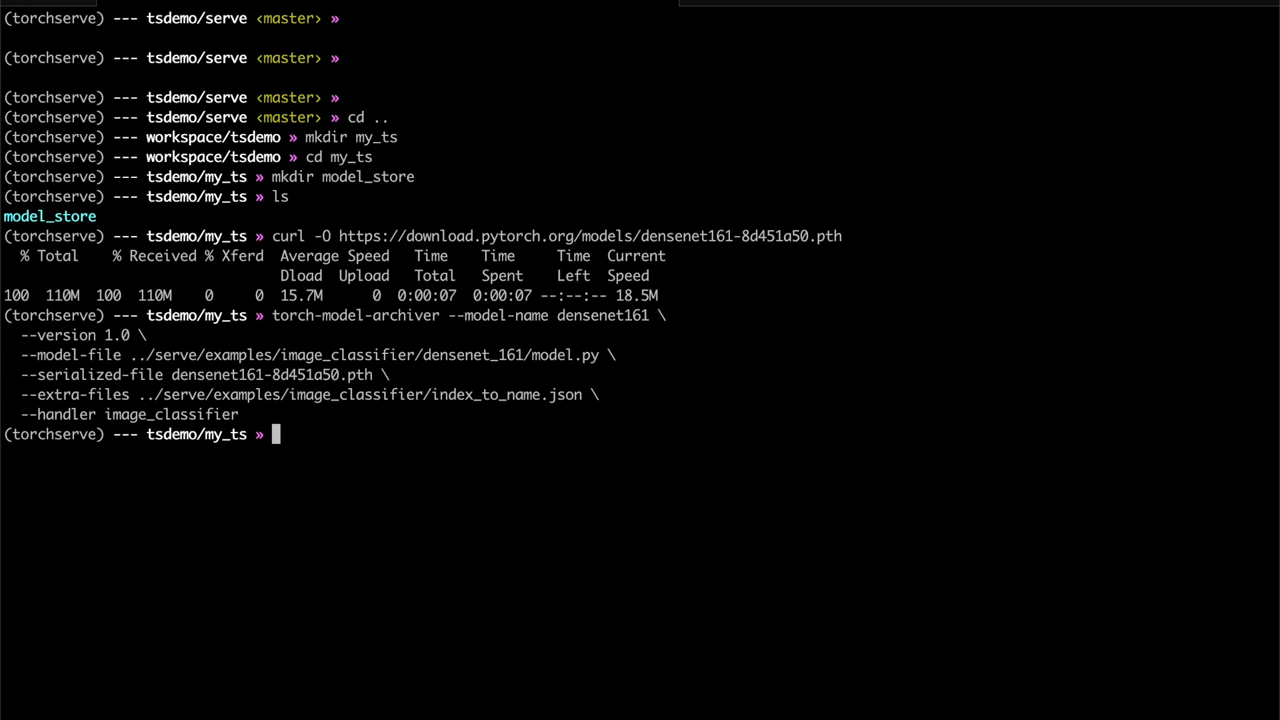 (torchserve) --- tsdemo/serve ‹master› »
(torchserve) --- tsdemo/serve ‹master› »
(torchserve) --- tsdemo/serve ‹master› »
(torchserve) --- tsdemo/serve ‹master› » cd ..
(torchserve) --- workspace/tsdemo » mkdir my_ts
(torchserve) --- workspace/tsdemo » cd my_ts
(torchserve) --- tsdemo/my_ts » mkdir model_store
(torchserve) --- tsdemo/my_ts » ls
model_store
(torchserve) --- tsdemo/my_ts » curl -O https://download.pytorch.org/models/densenet161-8d451a50.pth
% Total % Received % Xferd Average Speed Time Time Time Current
Dload Upload Total Spent Left Speed
100 110M 100 110M 0 0 15.7M 0 0:00:07 0:00:07 --:--:-- 18.5M
(torchserve) --- tsdemo/my_ts » torch-model-archiver --model-name densenet161 \
--version 1.0 \
--model-file ../serve/examples/image_classifier/densenet_161/model.py \
--serialized-file densenet161-8d451a50.pth \
--extra-files ../serve/examples/image_classifier/index_to_name.json \
--handler image_classifier
(torchserve) --- tsdemo/my_ts »